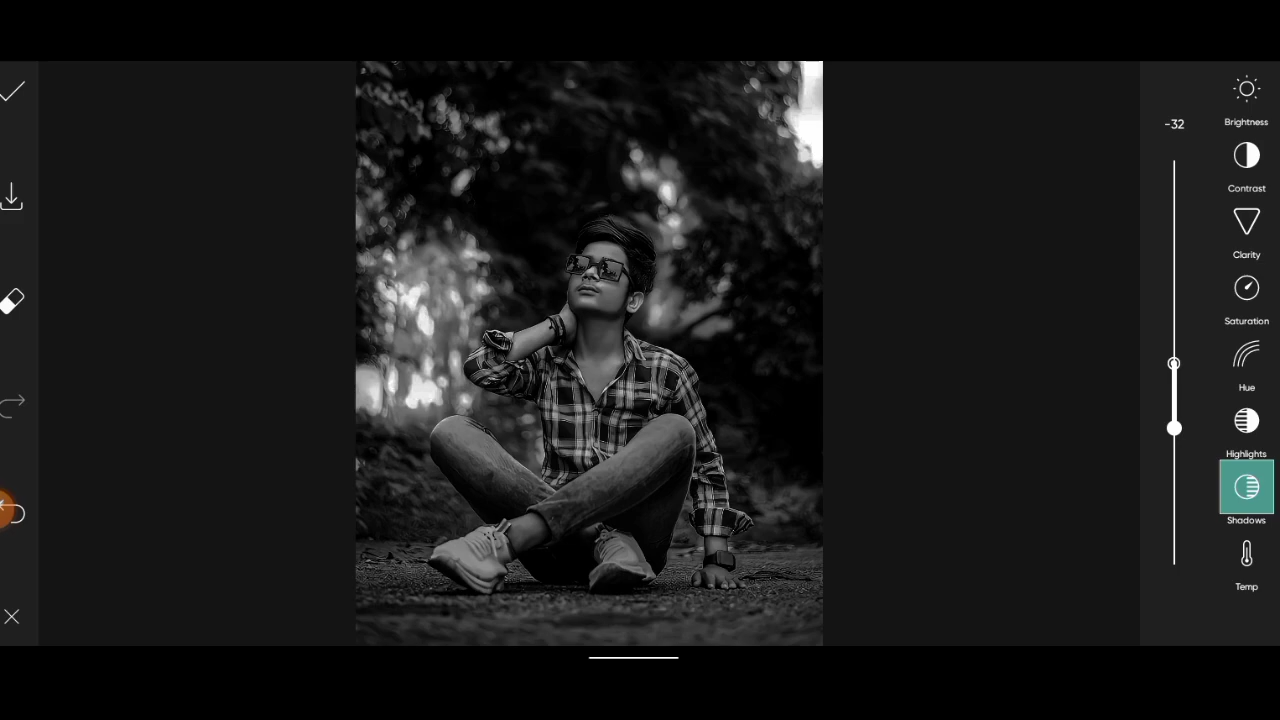 -32
Brightness
Contrast
Clarity
Saturation
Hue
Highlights
Shadows
Temp